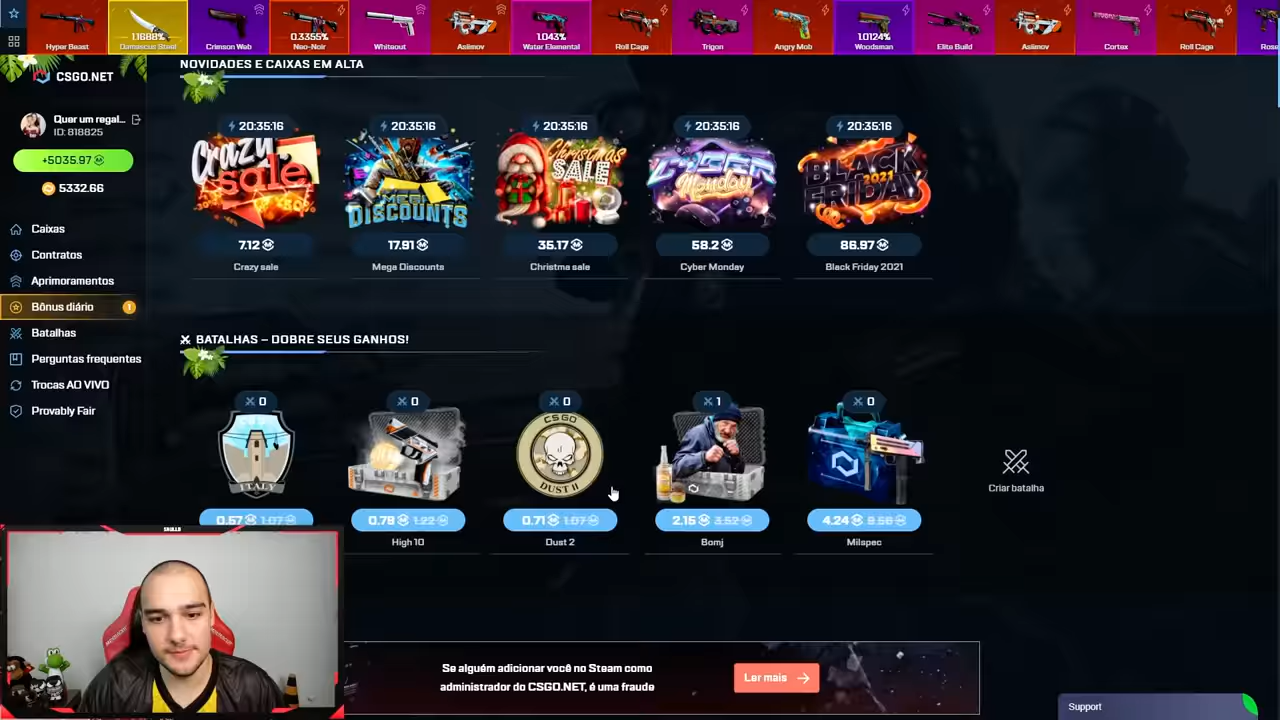 Hyper Beast
1.1688%
Damascus Steel
Crimson Web
0.3355%
Neo-Noir
Whiteout
Asiimov
1.043%
Water Elemental
Roll Cage
Trigon
Angry Mob
1.0124%
Woodsman
Elite Build
Asiimov
Cortex
Roll Cage
CSGO.NET
Quer um regal...
ID: 818825
+5035.97
5332.66
Caixas
Contratos
Aprimoramentos
Bônus diário
1
Batalhas
Perguntas frequentes
Trocas AO VIVO
Provably Fair
NOVIDADES E CAIXAS EM ALTA
20:35:16
20:35:16
20:35:16
20:35:16
20:35:16
Crazy sale
MEGA DISCOUNTS
Christmas SALE
CYBER Monday
BLACK FRIDAY 2021
7.12
17.91
35.17
58.2
86.97
Crazy sale
Mega Discounts
Christma sale
Cyber Monday
Black Friday 2021
BATALHAS – DOBRE SEUS GANHOS!
0
0
0
1
0
ITALY
CS GO
DUST II
0.57 1.07
0.78 1.22
0.71 1.07
2.15 3.52
4.24
High 10
Dust 2
Bomj
Milspec
Criar batalha
Se alguém adicionar você no Steam como
administrador do CSGO.NET, é uma fraude
Ler mais
Support